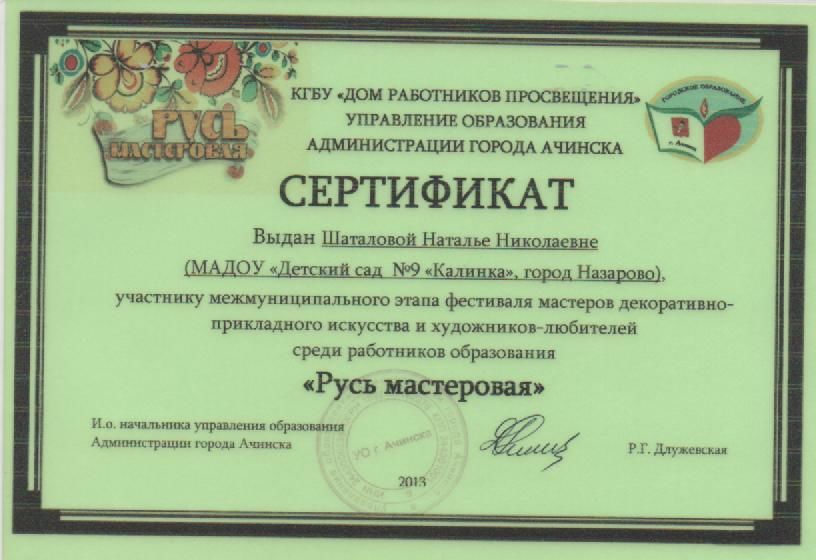 РУСЬ
МАСТЕРОВАЯ
КГБУ «ДОМ РАБОТНИКОВ ПРОСВЕЩЕНИЯ»
УПРАВЛЕНИЕ ОБРАЗОВАНИЯ
АДМИНИСТРАЦИИ ГОРОДА АЧИНСКА
ГОРОДСКОЕ ОБРАЗОВАНИЕ
г. Ачинск
СЕРТИФИКАТ
Выдан Шаталовой Наталье Николаевне
(МАДОУ «Детский сад №9 «Калинка», город Назарово),
участнику межмуниципального этапа фестиваля мастеров декоративно-
прикладного искусства и художников-любителей
среди работников образования
«Русь мастеровая»
И.о. начальника управления образования
Администрации города Ачинска
УО г. Ачинска
Р.Г. Длужевская
2013